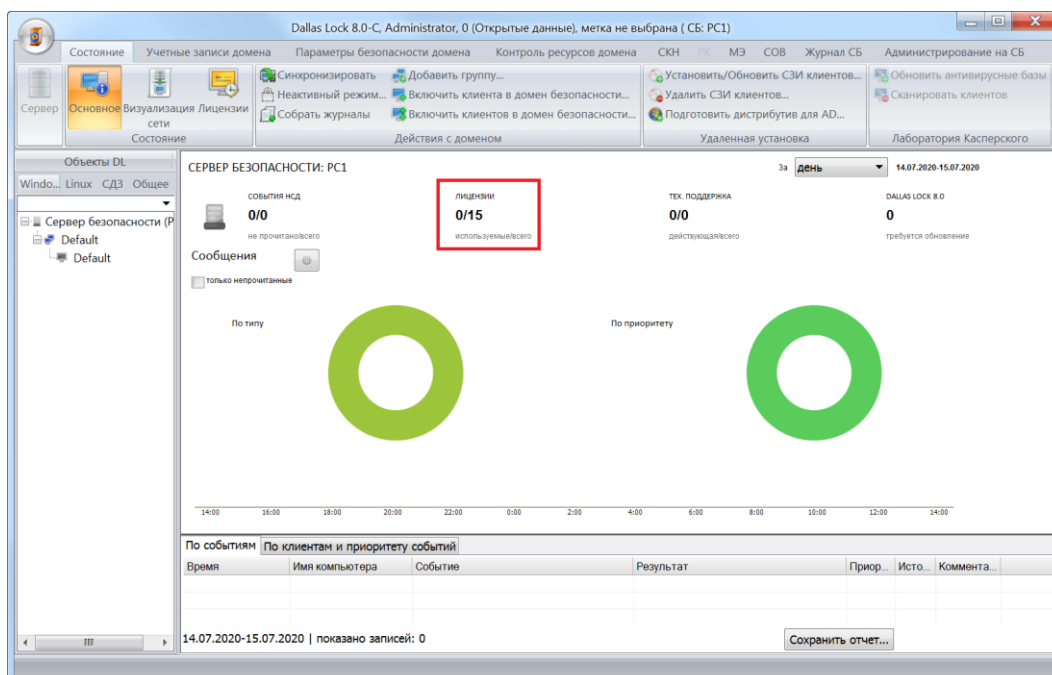 Dallas Lock 8.0-C, Administrator, 0 (Открытые данные), метка не выбрана ( СБ: PC1)
Состояние Учетные записи домена Параметры безопасности домена Контроль ресурсов домена СКН РК МЭ СОВ Журнал СБ Администрирование на СБ
Синхронизировать Добавить группу... Установить/Обновить СЗИ клиентов... Обновить антивирусные базы
Сервер Основное Визуализация сети Лицензии Неактивный режим... Включить клиента в домен безопасности... Удалить СЗИ клиентов... Сканировать клиентов
Собрать журналы Включить клиентов в домен безопасности... Подготовить дистрибутив для AD...
Состояние Действия с доменом Удаленная установка Лаборатория Касперского
Объекты DL
Windo... Linux СДЗ Общее
Сервер безопасности (P
Default
Default
СЕРВЕР БЕЗОПАСНОСТИ: PC1 За день 14.07.2020-15.07.2020
СОБЫТИЯ НСД ЛИЦЕНЗИИ ТЕХ. ПОДДЕРЖКА DALLAS LOCK 8.0
0/0 0/15 0/0 0
не прочитано/всего используемые/всего действующая/всего требуется обновление
Сообщения
только непрочитанные
По типу По приоритету
14:00 16:00 18:00 20:00 22:00 0:00 2:00 4:00 6:00 8:00 10:00 12:00 14:00
По событиям По клиентам и приоритету событий
Время Имя компьютера Событие Результат Приор... Исто... Коммента...
14.07.2020-15.07.2020 | показано записей: 0 Сохранить отчет...